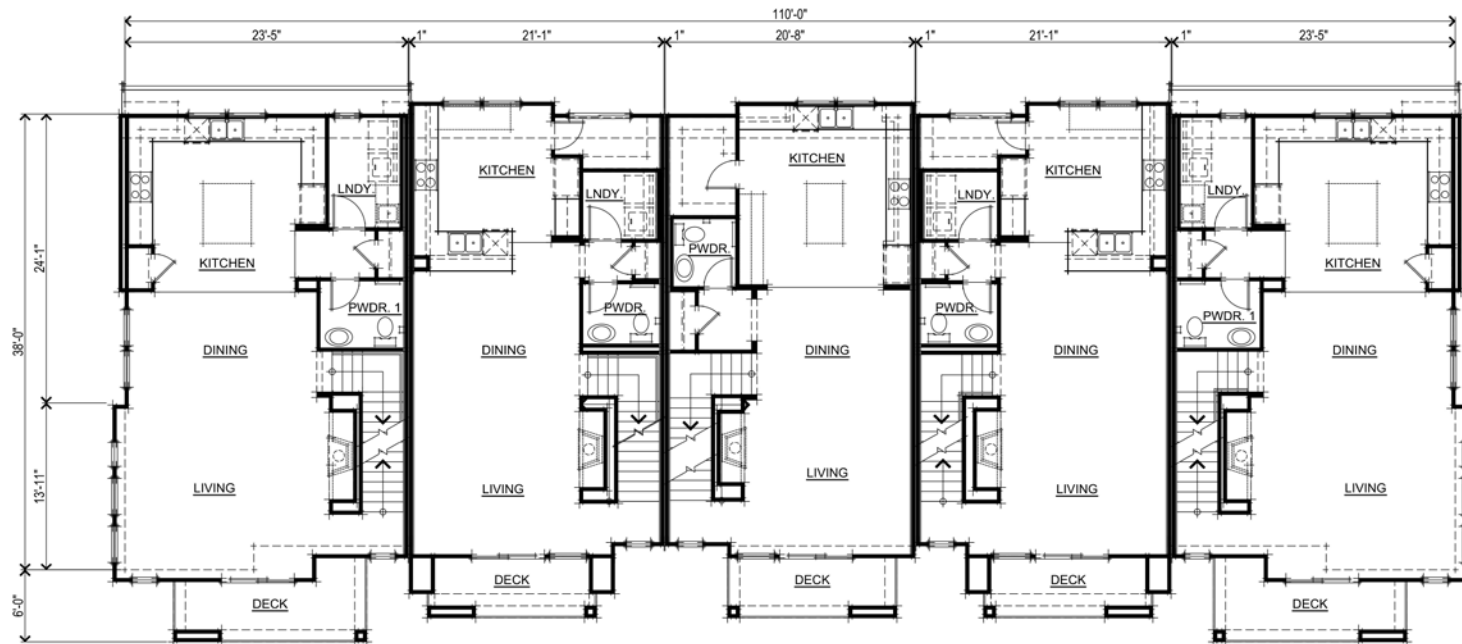 110'-0"
23'-5" 1" 21'-1" 1" 20'-8" 1" 21'-1" 1" 23'-5"
KITCHEN KITCHEN KITCHEN
LNDY. LNDY. LNDY. LNDY.
PWDR.
KITCHEN KITCHEN
24'-1"
38'-0"
PWDR. 1 PWDR. PWDR. PWDR. 1
DINING DINING DINING DINING DINING
13'-11"
LIVING LIVING LIVING LIVING LIVING
6'-0"
DECK DECK DECK DECK DECK